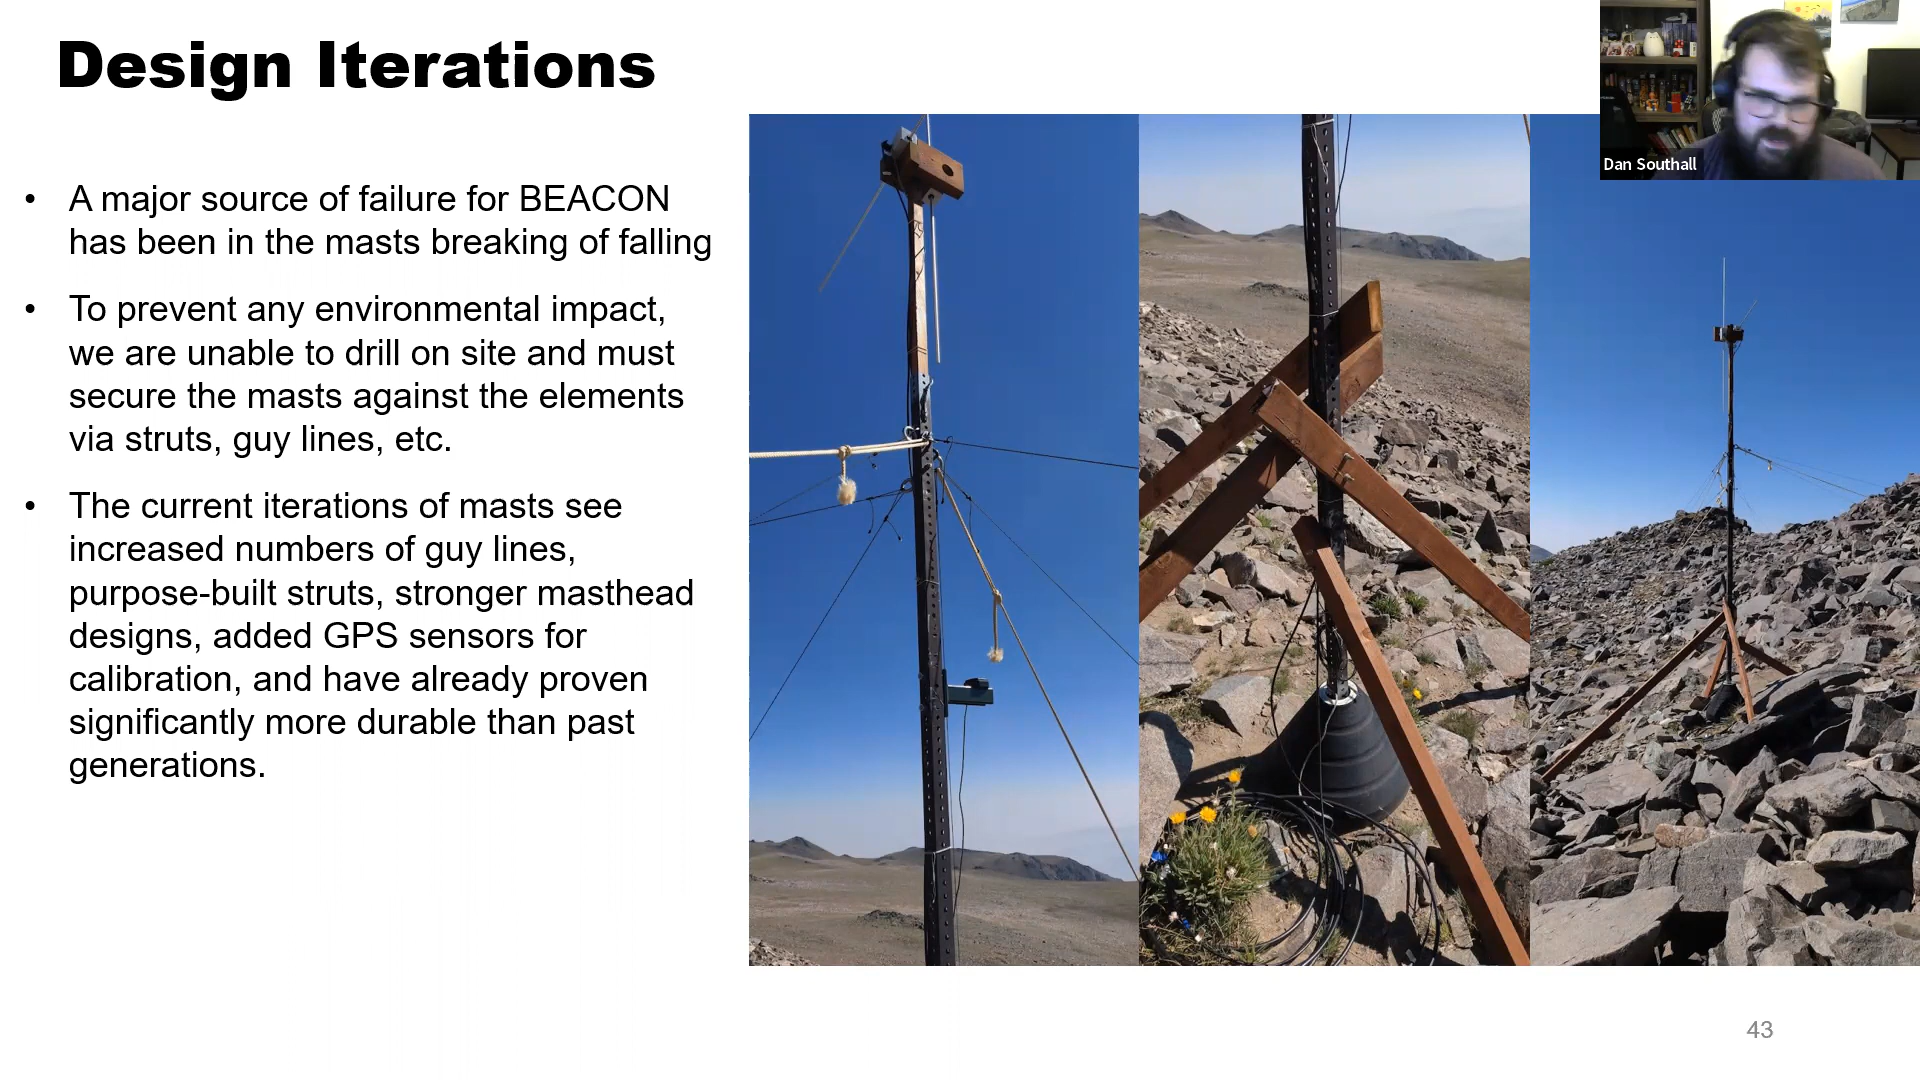 Design Iterations
Dan Southall
• A major source of failure for BEACON
has been in the masts breaking of falling
• To prevent any environmental impact,
we are unable to drill on site and must
secure the masts against the elements
via struts, guy lines, etc.
• The current iterations of masts see
increased numbers of guy lines,
purpose-built struts, stronger masthead
designs, added GPS sensors for
calibration, and have already proven
significantly more durable than past
generations.
43